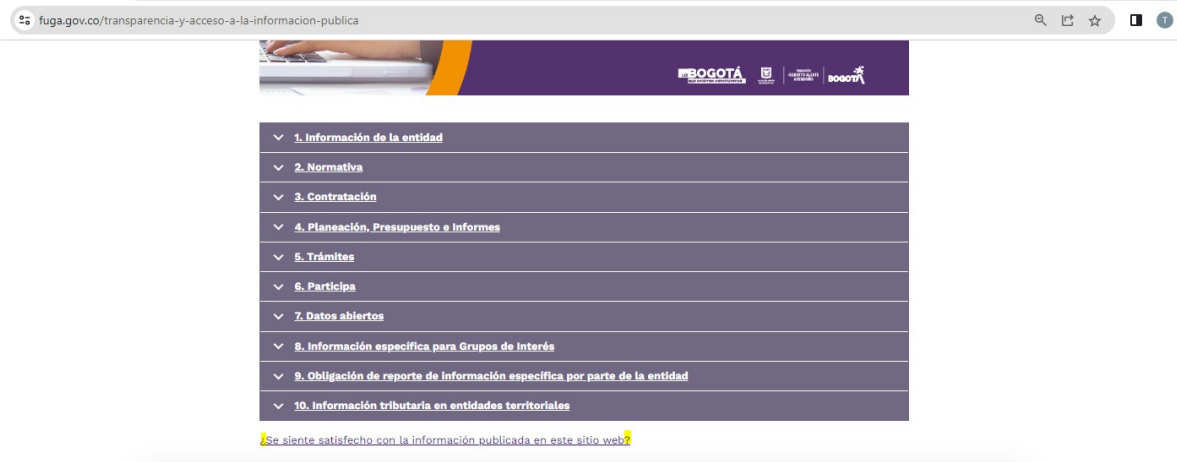 fuga.gov.co/transparencia-y-acceso-a-la-informacion-publica
T
BOGOTÁ
BOGOTÁ
1. Información de la entidad
2. Normativa
3. Contratación
4. Planeación, Presupuesto e Informes
5. Trámites
6. Participa
7. Datos abiertos
8. Información específica para Grupos de Interés
9. Obligación de reporte de información específica por parte de la entidad
10. Información tributaria en entidades territoriales
¿Se siente satisfecho con la información publicada en este sitio web?